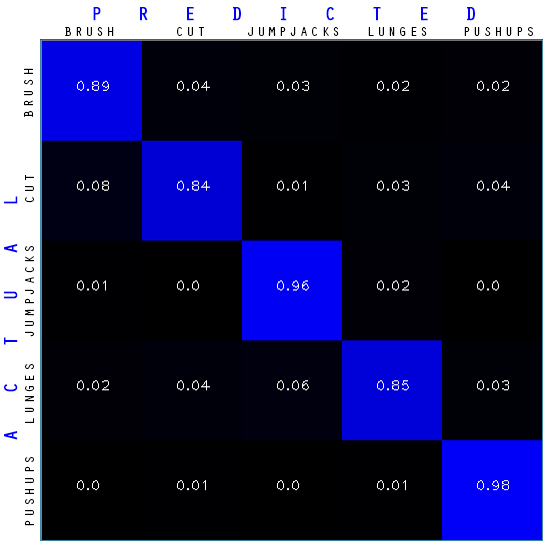 P R E D I C T E D
BRUSH CUT JUMPJACKS LUNGES PUSHUPS
A C T U A L
BRUSH 0.89 0.04 0.03 0.02 0.02
CUT 0.08 0.84 0.01 0.03 0.04
JUMPJACKS 0.01 0.0 0.96 0.02 0.0
LUNGES 0.02 0.04 0.06 0.85 0.03
PUSHUPS 0.0 0.01 0.0 0.01 0.98